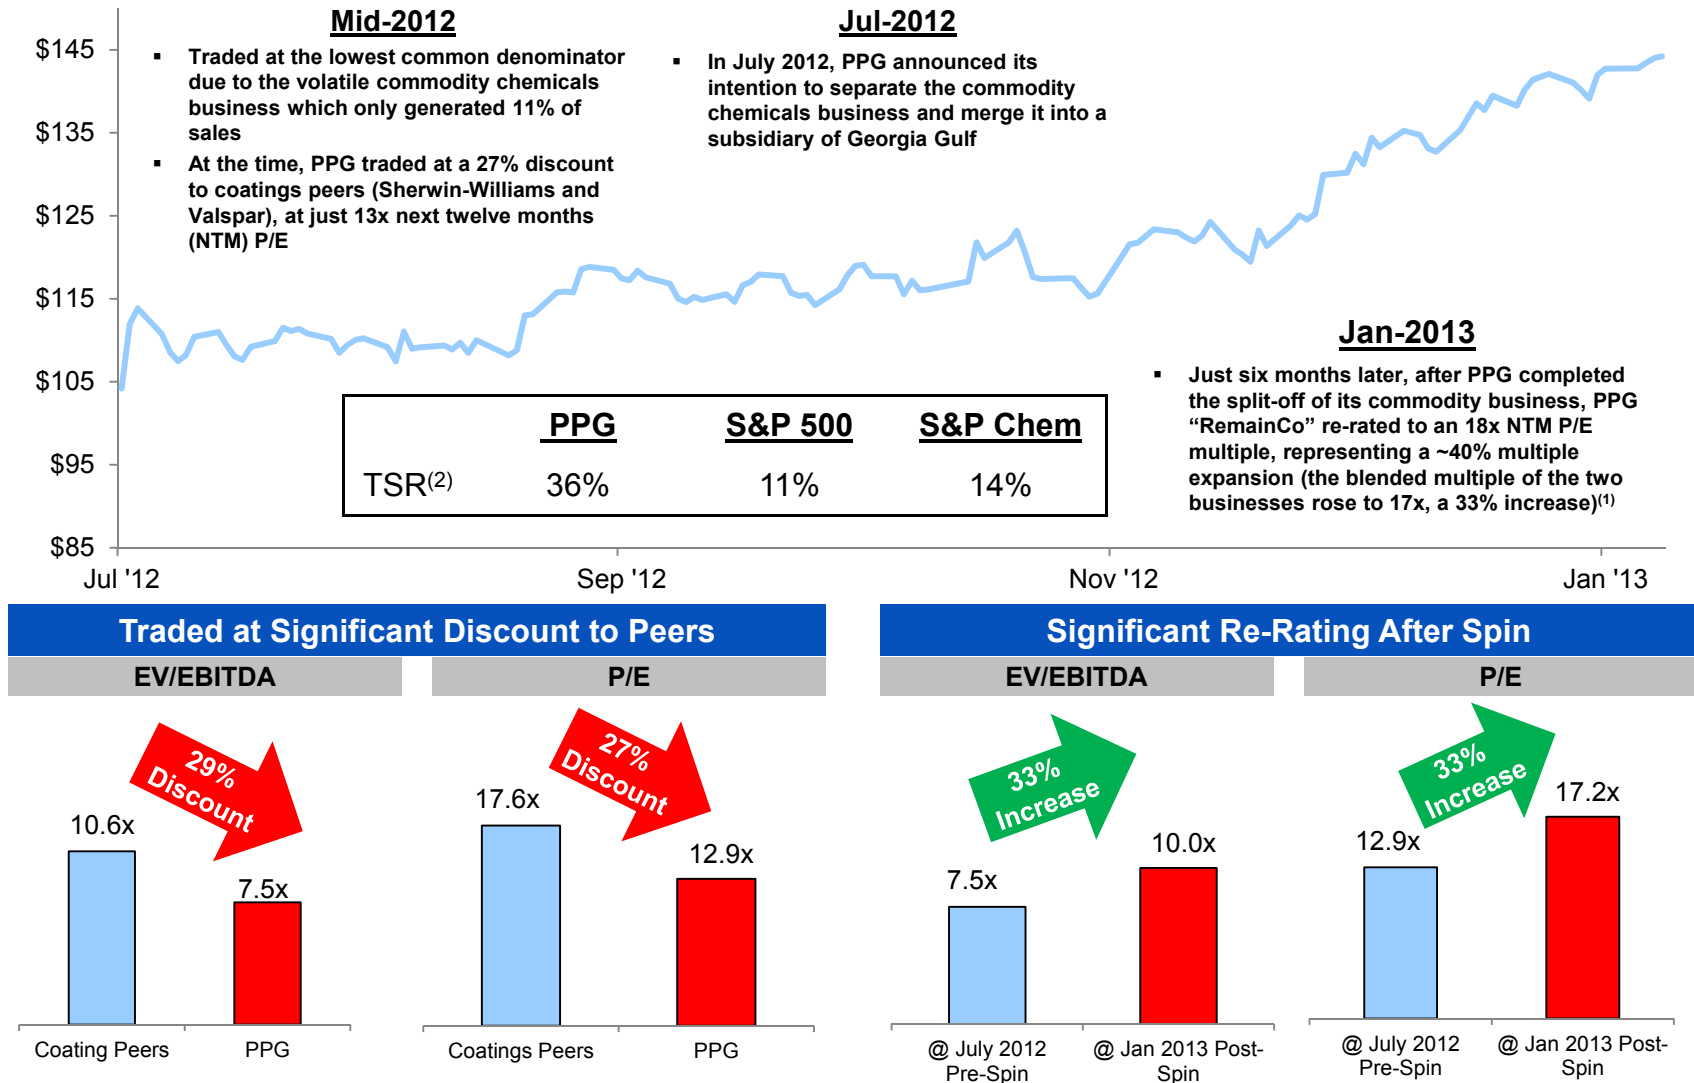 Mid-2012
▪ Traded at the lowest common denominator
due to the volatile commodity chemicals
business which only generated 11% of
sales
▪ At the time, PPG traded at a 27% discount
to coatings peers (Sherwin-Williams and
Valspar), at just 13x next twelve months
(NTM) P/E
Jul-2012
▪ In July 2012, PPG announced its
intention to separate the commodity
chemicals business and merge it into a
subsidiary of Georgia Gulf
Jan-2013
▪ Just six months later, after PPG completed
the split-off of its commodity business, PPG
“RemainCo” re-rated to an 18x NTM P/E
multiple, representing a ~40% multiple
expansion (the blended multiple of the two
businesses rose to 17x, a 33% increase)(1)
$145
$135
$125
$115
$105
$95
$85
PPG S&P 500 S&P Chem
TSR(2) 36% 11% 14%
Jul '12 Sep '12 Nov '12 Jan '13
Traded at Significant Discount to Peers
EV/EBITDA
29%
Discount
10.6x
7.5x
Coating Peers PPG
P/E
27%
Discount
17.6x
12.9x
Coatings Peers PPG
Significant Re-Rating After Spin
EV/EBITDA
33%
Increase
7.5x
10.0x
@ July 2012
Pre-Spin
@ Jan 2013 Post-
Spin
P/E
33%
Increase
12.9x
17.2x
@ July 2012
Pre-Spin
@ Jan 2013 Post-
Spin